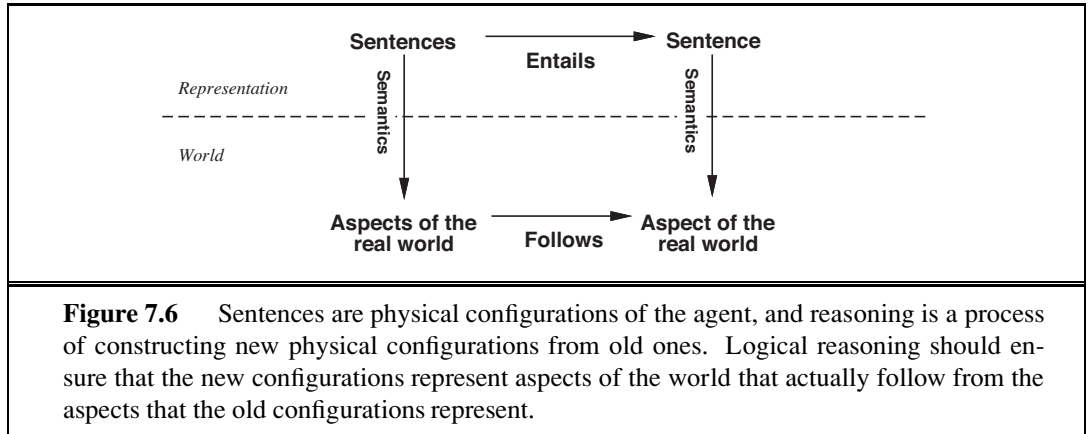 Sentences Sentence
Entails
Semantics Semantics
Representation
World
Aspects of the Aspect of the
real world real world
Follows
Figure 7.6 Sentences are physical configurations of the agent, and reasoning is a process
of constructing new physical configurations from old ones. Logical reasoning should en-
sure that the new configurations represent aspects of the world that actually follow from the
aspects that the old configurations represent.